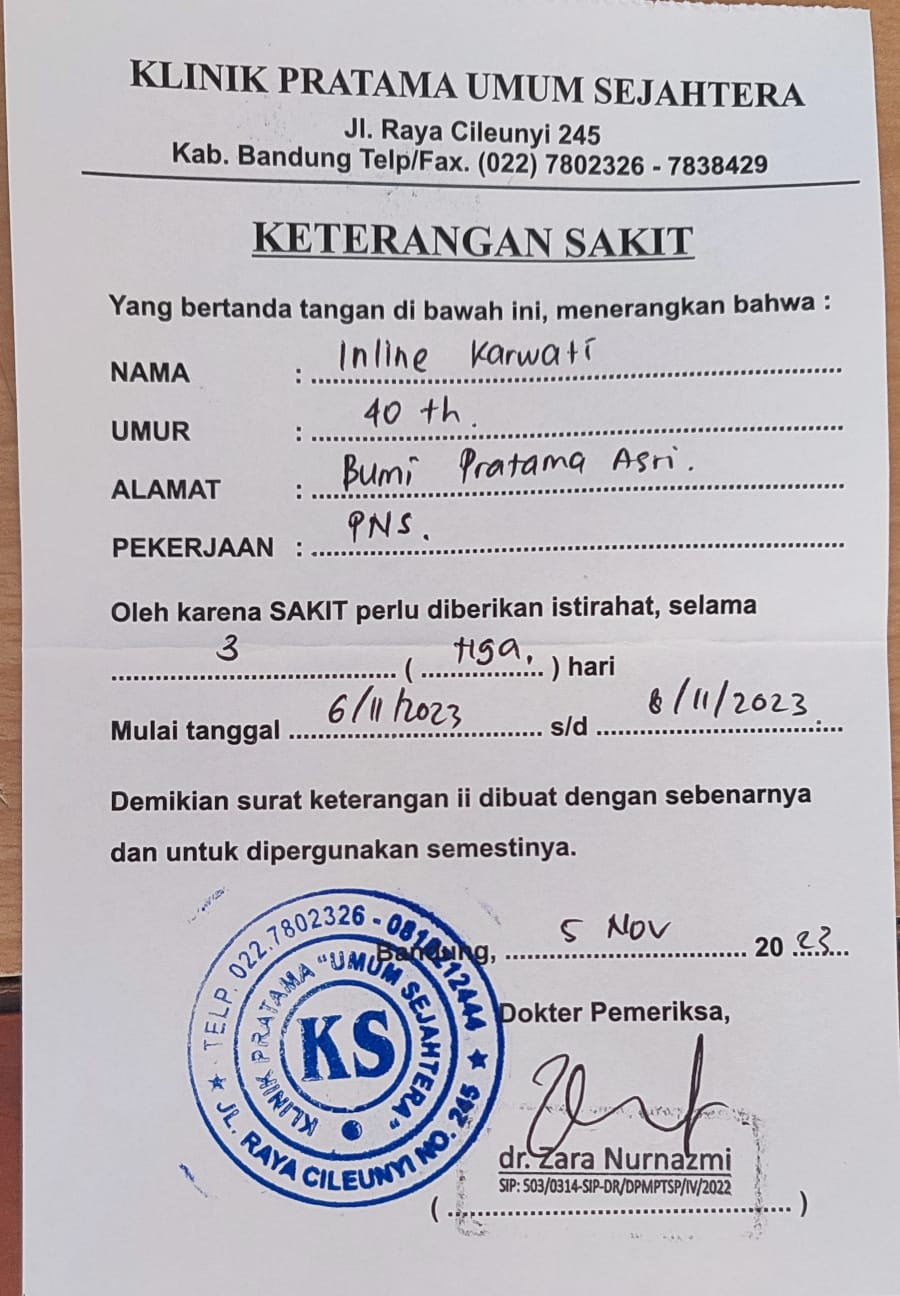 KLINIK PRATAMA UMUM SEJAHTERA
Jl. Raya Cileunyi 245
Kab. Bandung Telp/Fax. (022) 7802326 - 7838429
KETERANGAN SAKIT
Yang bertanda tangan di bawah ini, menerangkan bahwa :
NAMA : Inline Karwati
UMUR : 40 th.
ALAMAT : Bumi Pratama Asri.
PEKERJAAN : PNS.
Oleh karena SAKIT perlu diberikan istirahat, selama
3 ( tiga, ) hari
Mulai tanggal 6/11/2023 s/d 8/11/2023
Demikian surat keterangan ii dibuat dengan sebenarnya
dan untuk dipergunakan semestinya.
Bandung, 5 Nov 2023
Dokter Pemeriksa,
TELP. 022.7802326 -
JL. RAYA CILEUNYI NO. 245
KLINIK PRATAMA "UMUM SEJAHTERA"
KS
dr. Zara Nurnazmi
SIP: 503/0314-SIP-DR/DPMPTSP/IV/2022